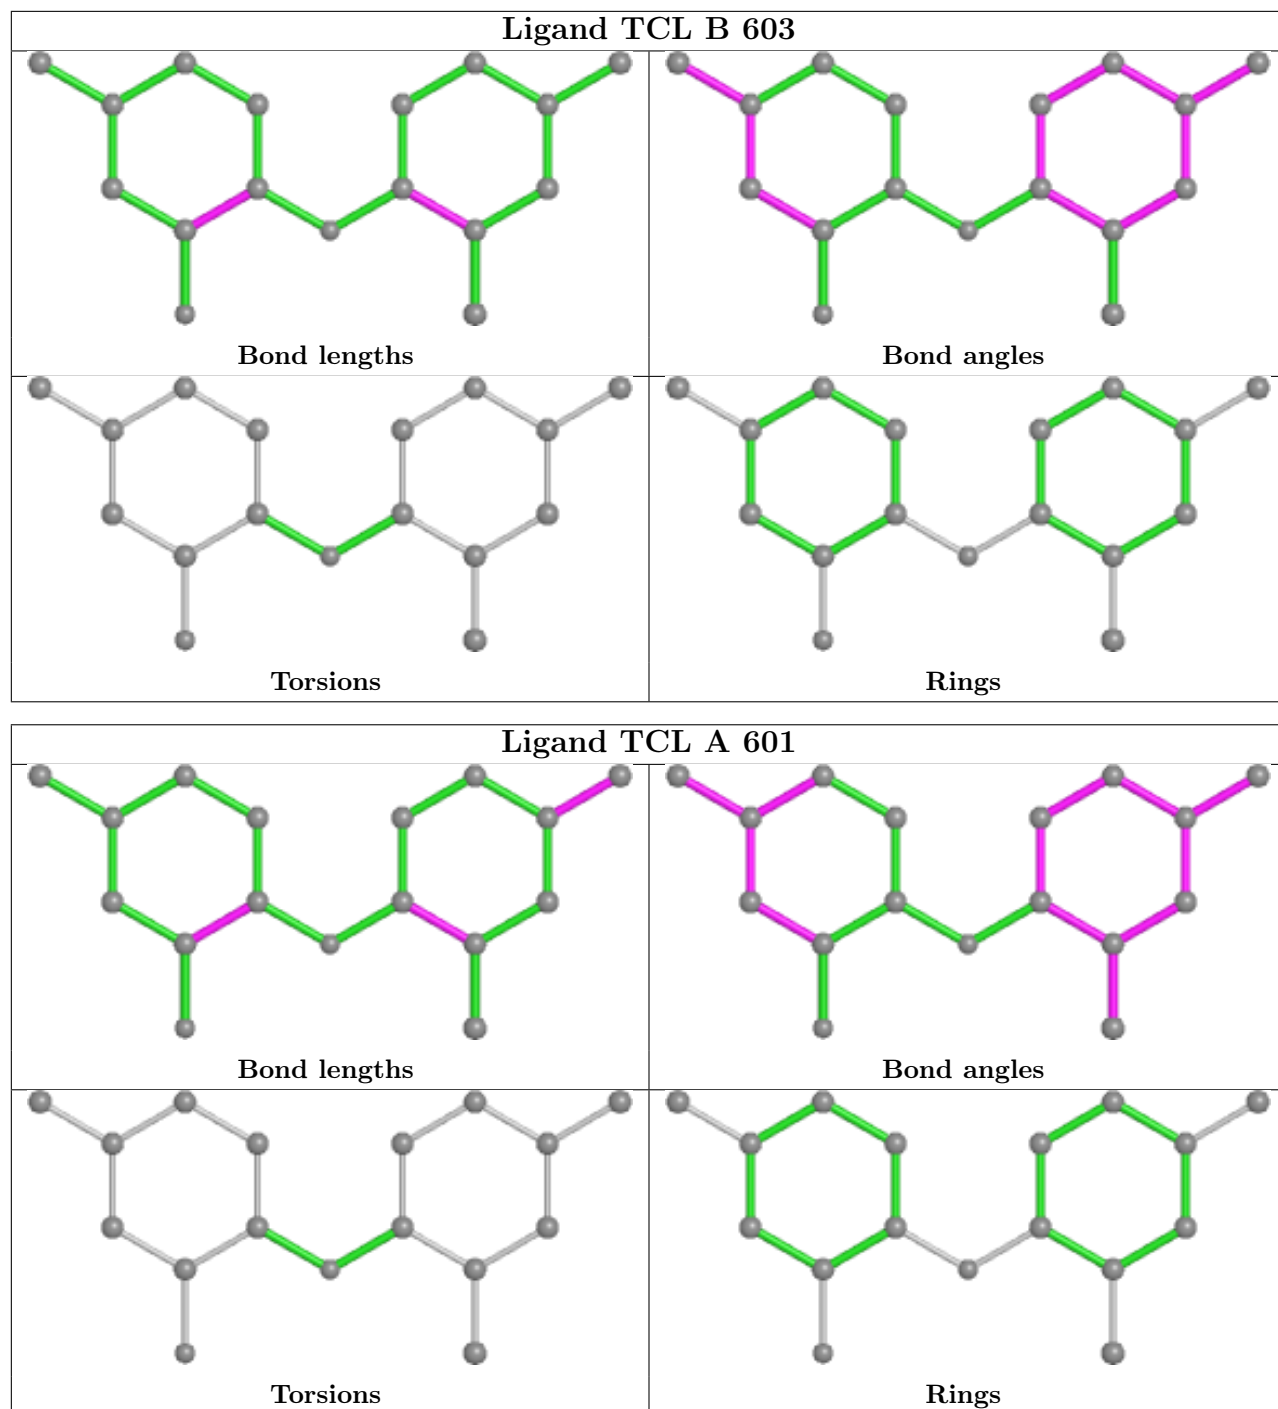 Ligand TCL B 603
Bond lengths
Bond angles
Torsions
Rings
Ligand TCL A 601
Bond lengths
Bond angles
Torsions
Rings